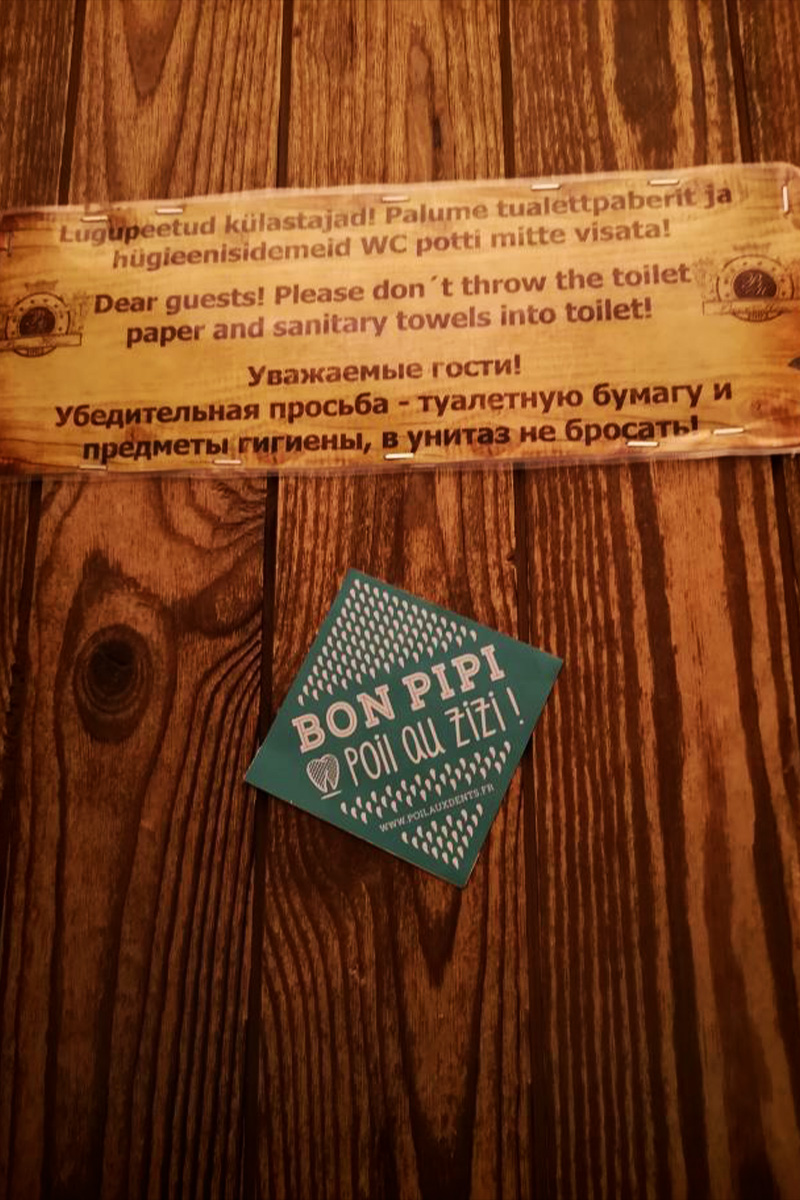 Lugupeetud külastajad! Palume tualettpaberit ja
hügieenisidemeid WC potti mitte visata!
Dear guests! Please don´t throw the toilet
paper and sanitary towels into toilet!
Уважаемые гости!
Убедительная просьба - туалетную бумагу и
предметы гигиены, в унитаз не бросать!
BON PIPI
POil AU ZiZi !
WWW.POILAUXDENTS.FR